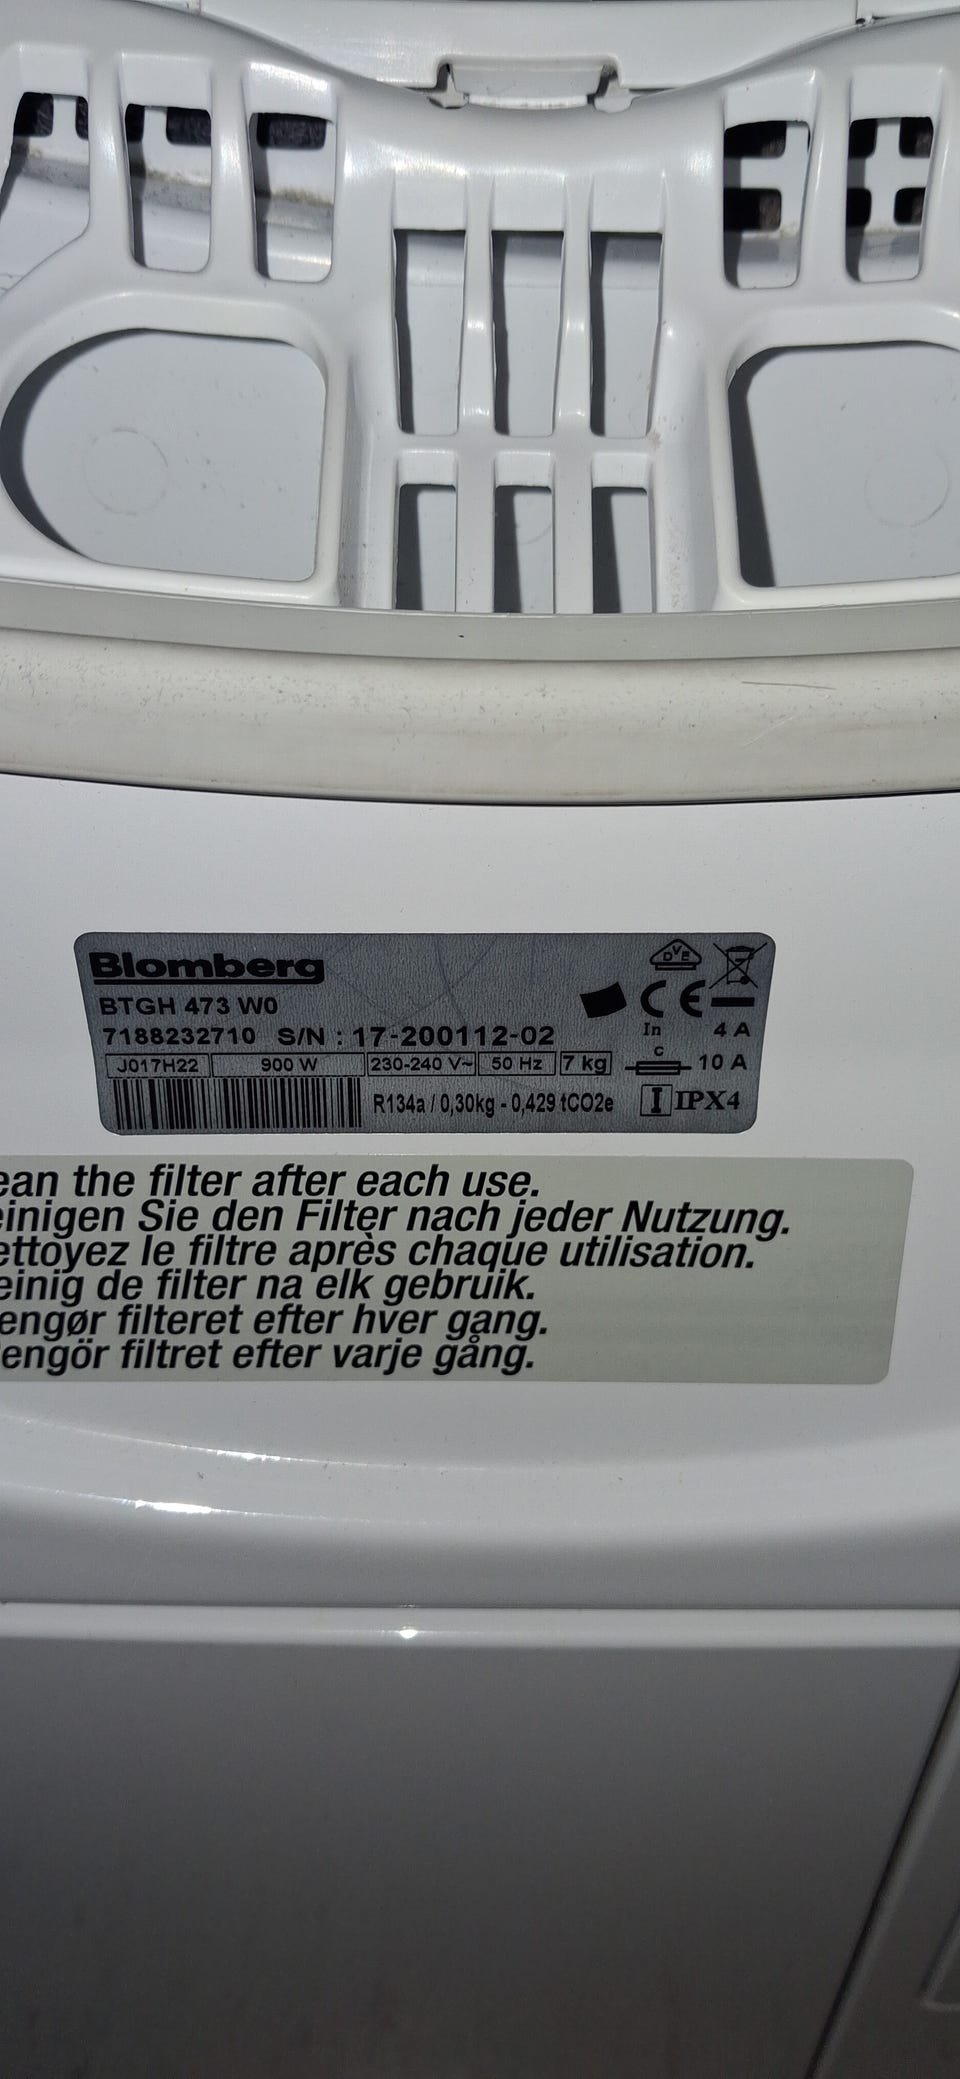 Blomberg
BTGH 473 W0
7188232710 S/N : 17-200112-02
J017H22 900 W 230-240 V~ 50 Hz 7 kg
R134a / 0,30kg - 0,429 tCO2e
DVE
CE
In 4 A
C 10 A
I IPX4
ean the filter after each use.
einigen Sie den Filter nach jeder Nutzung.
ettoyez le filtre après chaque utilisation.
einig de filter na elk gebruik.
engør filteret efter hver gang.
engör filtret efter varje gång.